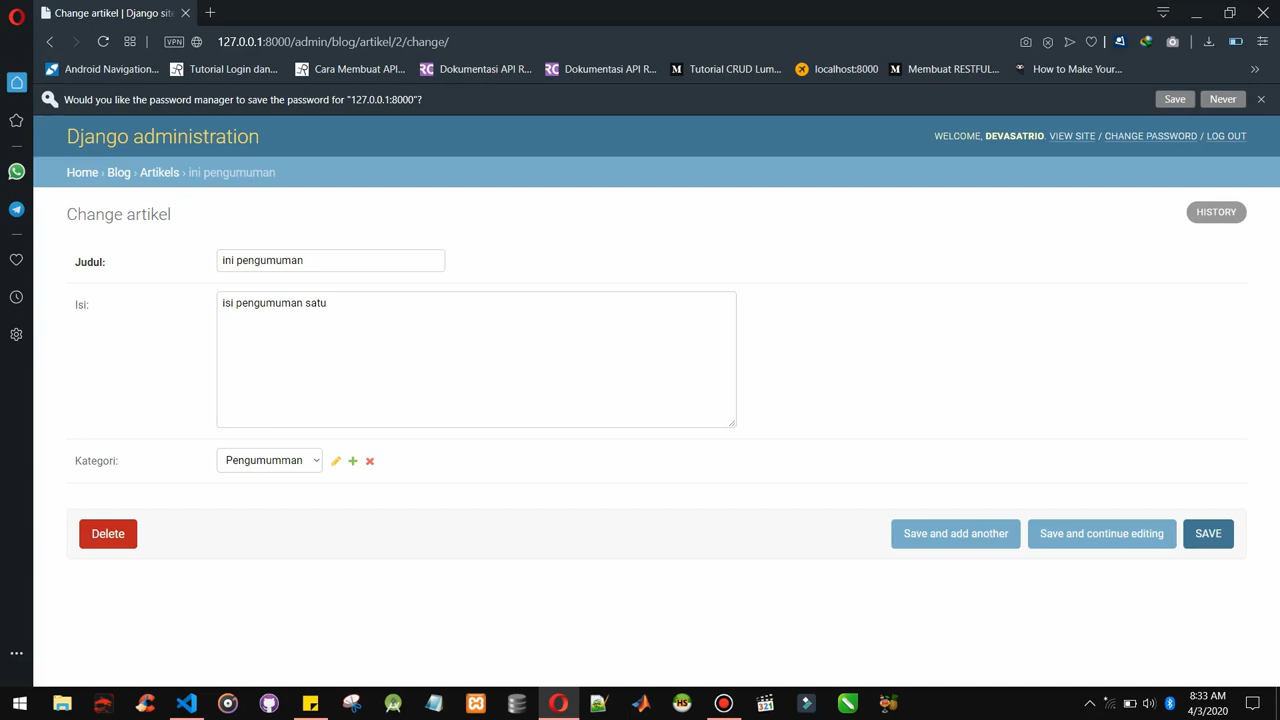 Change artikel | Django sit
127.0.0.1:8000/admin/blog/artikel/2/change/
VPN
Android Navigation... Tutorial Login dan... Cara Membuat API... Dokumentasi API R... Dokumentasi API R... Tutorial CRUD Lum... localhost:8000 Membuat RESTFUL... How to Make Your...
Would you like the password manager to save the password for "127.0.0.1:8000"? Save Never
Django administration
WELCOME, DEVASATRIO. VIEW SITE / CHANGE PASSWORD / LOG OUT
Home › Blog › Artikels › ini pengumuman
Change artikel
HISTORY
Judul: ini pengumuman
Isi: isi pengumuman satu
Kategori: Pengumumman
Delete Save and add another Save and continue editing SAVE
8:33 AM
4/3/2020